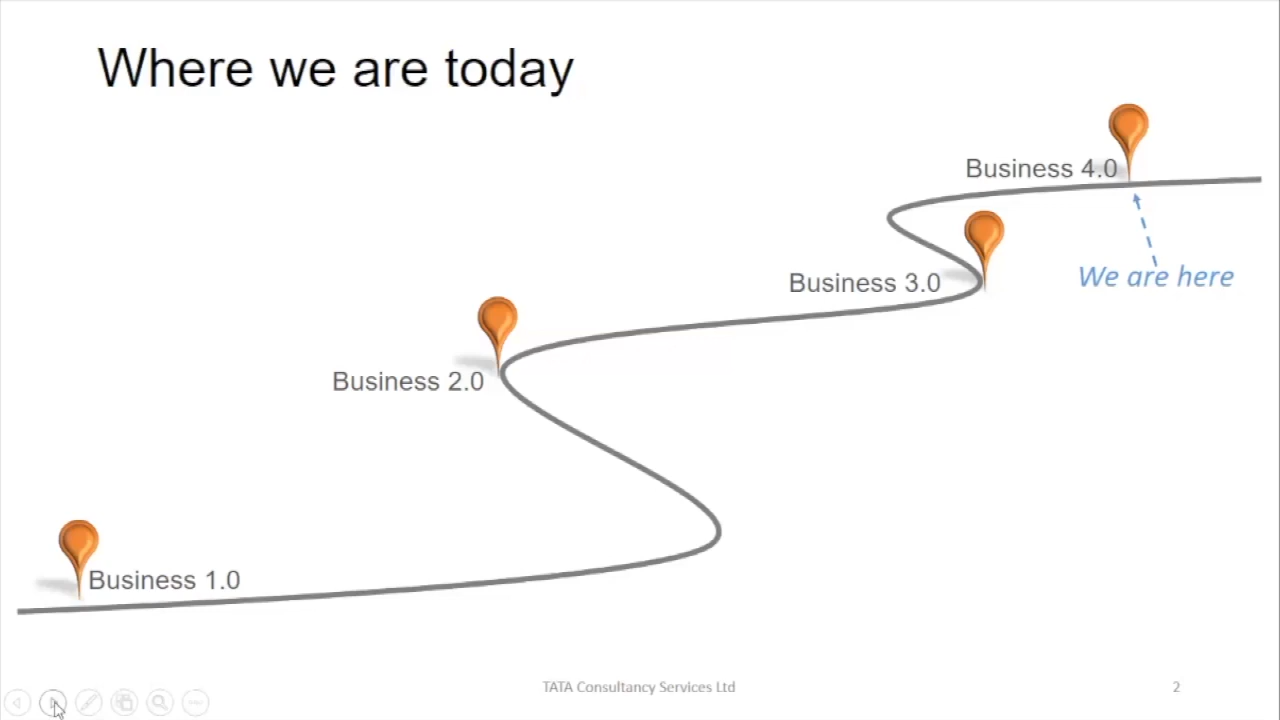 Where we are today
Business 4.0
We are here
Business 3.0
Business 2.0
Business 1.0
TATA Consultancy Services Ltd
2